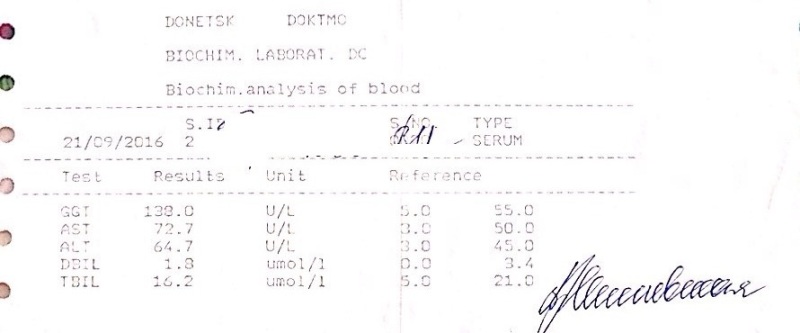 DONETSK DOKTMO
BIOCHIM. LABORAT. DC
Biochim.analysis of blood
S.ID S/NO TYPE
21/09/2016 2 SERUM
Test Results Unit Reference
GGT 138.0 U/L 5.0 55.0
AST 72.7 U/L 3.0 50.0
ALT 64.7 U/L 3.0 45.0
DBIL 1.8 umol/l 0.0 3.4
TBIL 16.2 umol/l 5.0 21.0